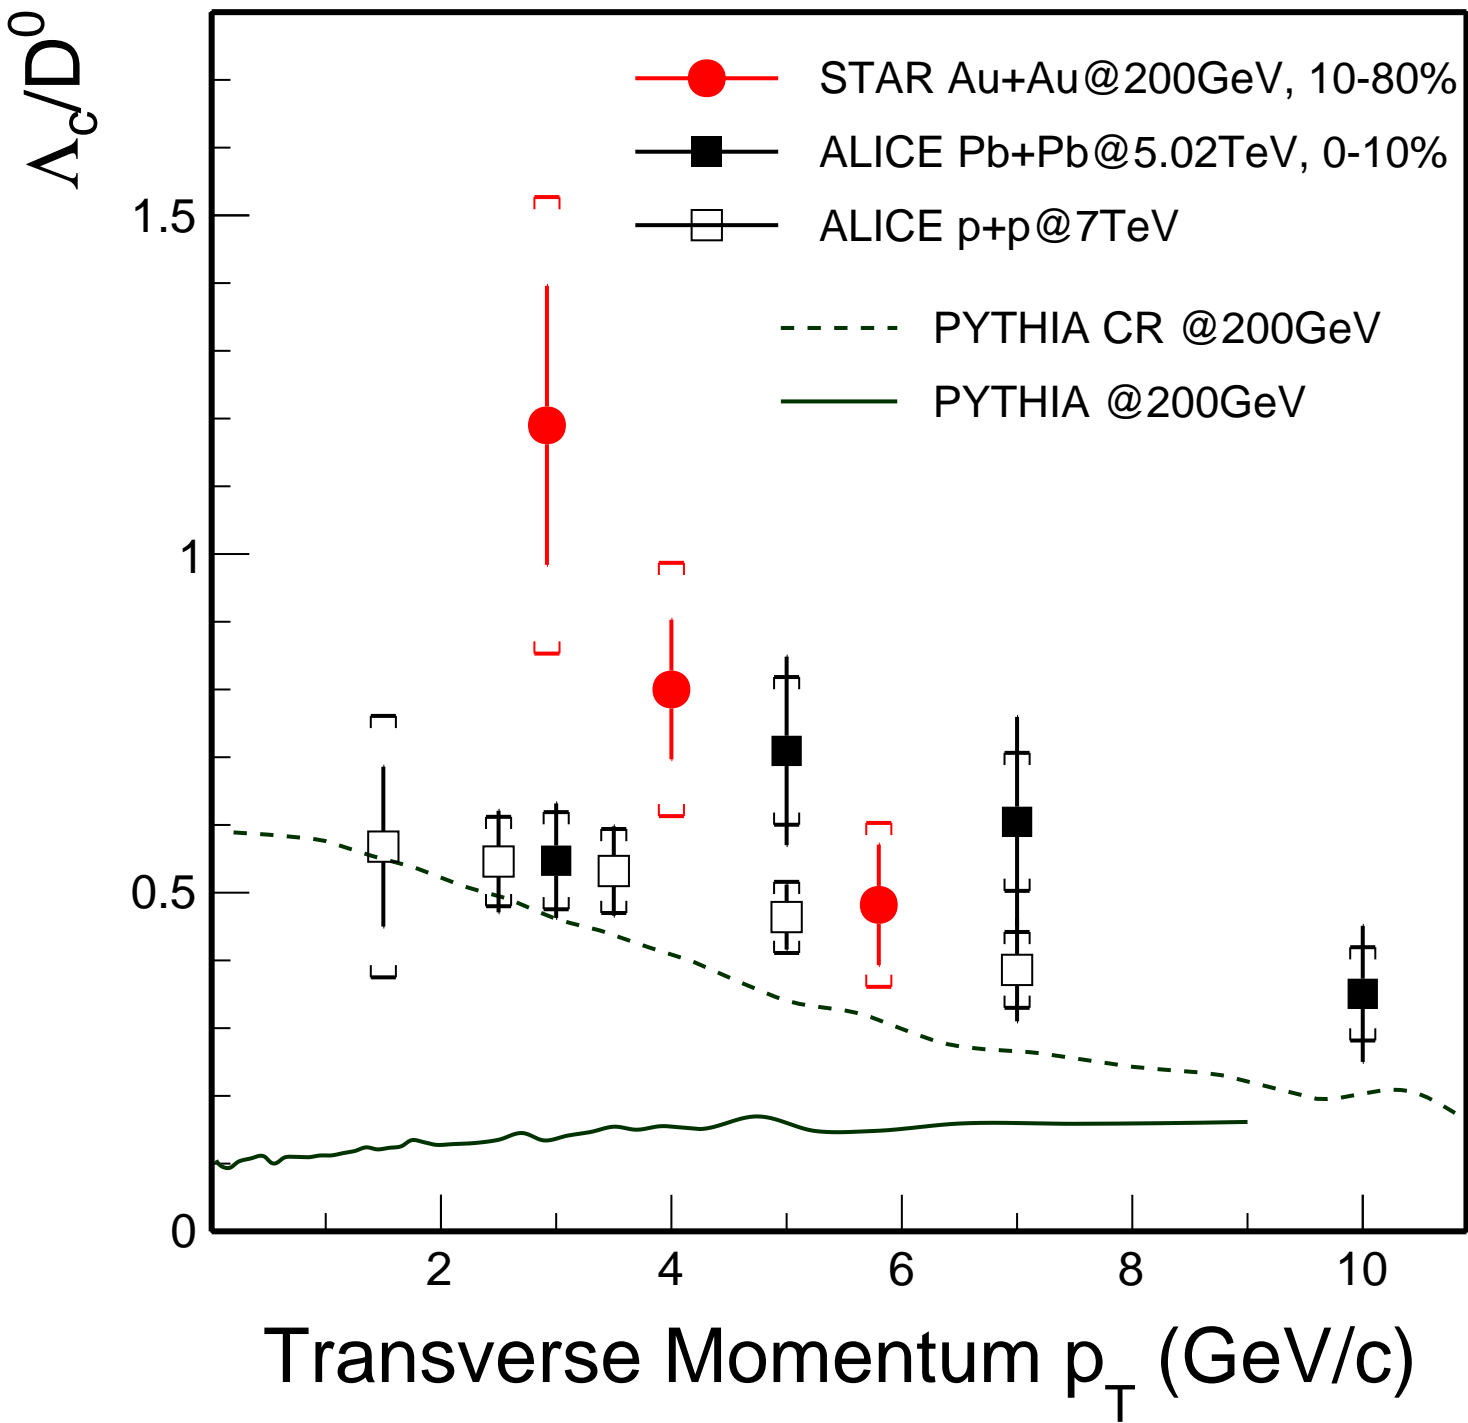 Λc/D⁰
STAR Au+Au@200GeV, 10-80%
ALICE Pb+Pb@5.02TeV, 0-10%
ALICE p+p@7TeV
PYTHIA CR @200GeV
PYTHIA @200GeV
1.5
1
0.5
0
2 4 6 8 10
Transverse Momentum p_T (GeV/c)